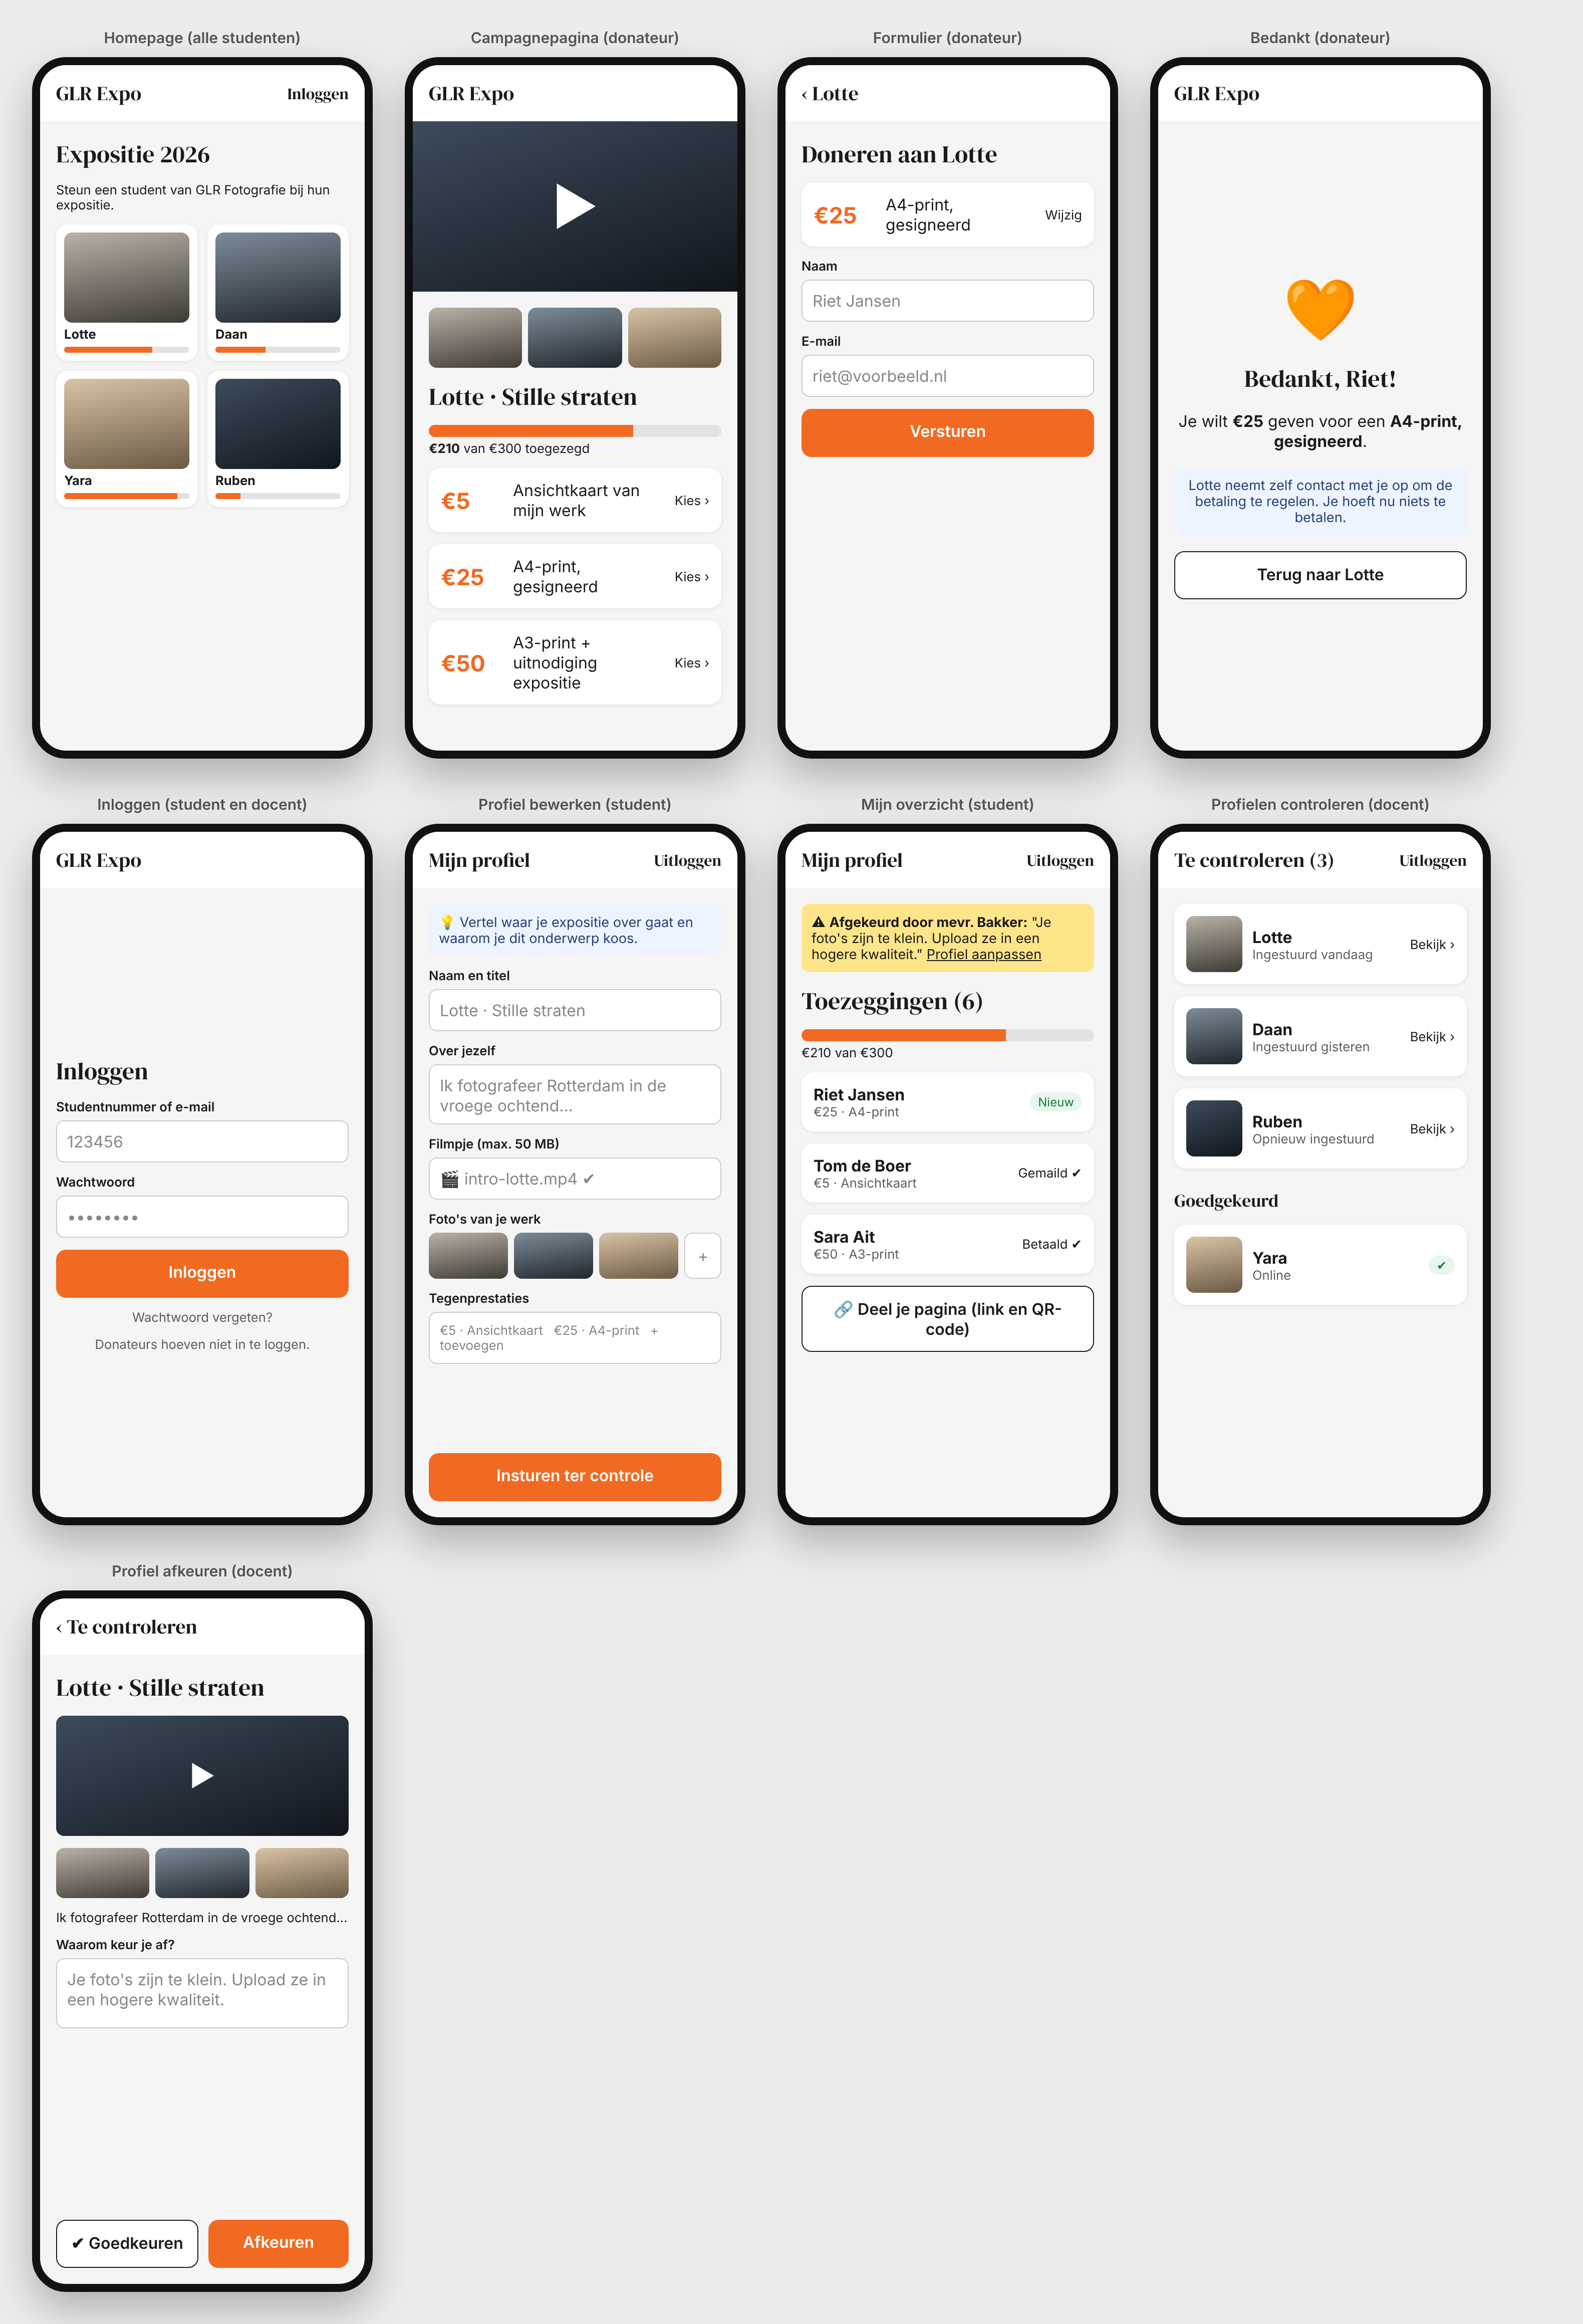 Homepage (alle studenten)
GLR Expo
Inloggen
Expositie 2026
Steun een student van GLR Fotografie bij hun
expositie.
Lotte
Daan
Yara
Ruben
Campagnepagina (donateur)
GLR Expo
Lotte · Stille straten
€210 van €300 toegezegd
€5
Ansichtkaart van
mijn werk
Kies ›
€25
A4-print,
gesigneerd
Kies ›
€50
A3-print +
uitnodiging
expositie
Kies ›
Formulier (donateur)
‹ Lotte
Doneren aan Lotte
€25
A4-print,
gesigneerd
Wijzig
Naam
Riet Jansen
E-mail
riet@voorbeeld.nl
Versturen
Bedankt (donateur)
GLR Expo
🧡
Bedankt, Riet!
Je wilt €25 geven voor een A4-print,
gesigneerd.
Lotte neemt zelf contact met je op om de
betaling te regelen. Je hoeft nu niets te
betalen.
Terug naar Lotte
Inloggen (student en docent)
GLR Expo
Inloggen
Studentnummer of e-mail
123456
Wachtwoord
••••••••
Inloggen
Wachtwoord vergeten?
Donateurs hoeven niet in te loggen.
Profiel bewerken (student)
Mijn profiel
Uitloggen
💡 Vertel waar je expositie over gaat en
waarom je dit onderwerp koos.
Naam en titel
Lotte · Stille straten
Over jezelf
Ik fotografeer Rotterdam in de
vroege ochtend...
Filmpje (max. 50 MB)
🎬 intro-lotte.mp4 ✔
Foto's van je werk
+
Tegenprestaties
€5 · Ansichtkaart €25 · A4-print +
toevoegen
Insturen ter controle
Mijn overzicht (student)
Mijn profiel
Uitloggen
⚠ Afgekeurd door mevr. Bakker: "Je
foto's zijn te klein. Upload ze in een
hogere kwaliteit." Profiel aanpassen
Toezeggingen (6)
€210 van €300
Riet Jansen
€25 · A4-print
Nieuw
Tom de Boer
€5 · Ansichtkaart
Gemaild ✔
Sara Ait
€50 · A3-print
Betaald ✔
🔗 Deel je pagina (link en QR-
code)
Profielen controleren (docent)
Te controleren (3)
Uitloggen
Lotte
Ingestuurd vandaag
Bekijk ›
Daan
Ingestuurd gisteren
Bekijk ›
Ruben
Opnieuw ingestuurd
Bekijk ›
Goedgekeurd
Yara
Online
✔
Profiel afkeuren (docent)
‹ Te controleren
Lotte · Stille straten
Ik fotografeer Rotterdam in de vroege ochtend...
Waarom keur je af?
Je foto's zijn te klein. Upload ze in
een hogere kwaliteit.
✔ Goedkeuren
Afkeuren